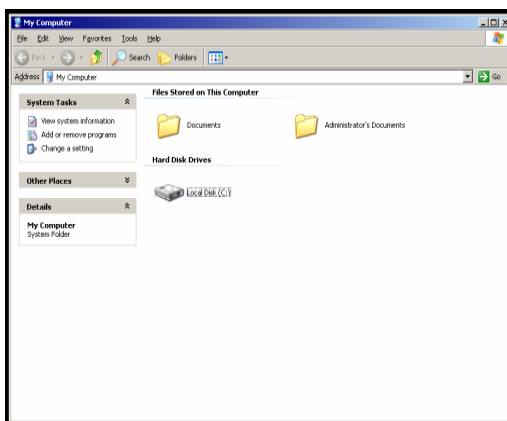 My Computer
File Edit View Favorites Tools Help
Back Search Folders
Address My Computer Go
System Tasks
View system information
Add or remove programs
Change a setting
Other Places
Details
My Computer
System Folder
Files Stored on This Computer
Documents Administrator's Documents
Hard Disk Drives
Local Disk (C:)